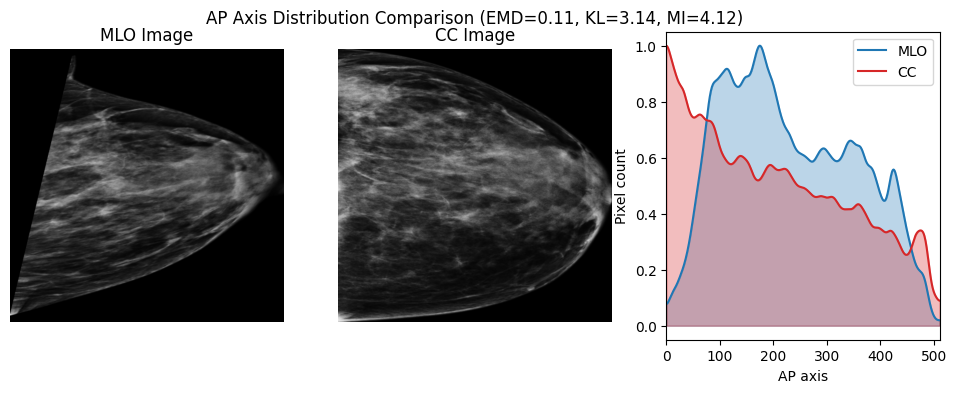 AP Axis Distribution Comparison (EMD=0.11, KL=3.14, MI=4.12)
MLO Image
CC Image
MLO
CC
1.0
0.8
0.6
0.4
0.2
0.0
Pixel count
0 100 200 300 400 500
AP axis